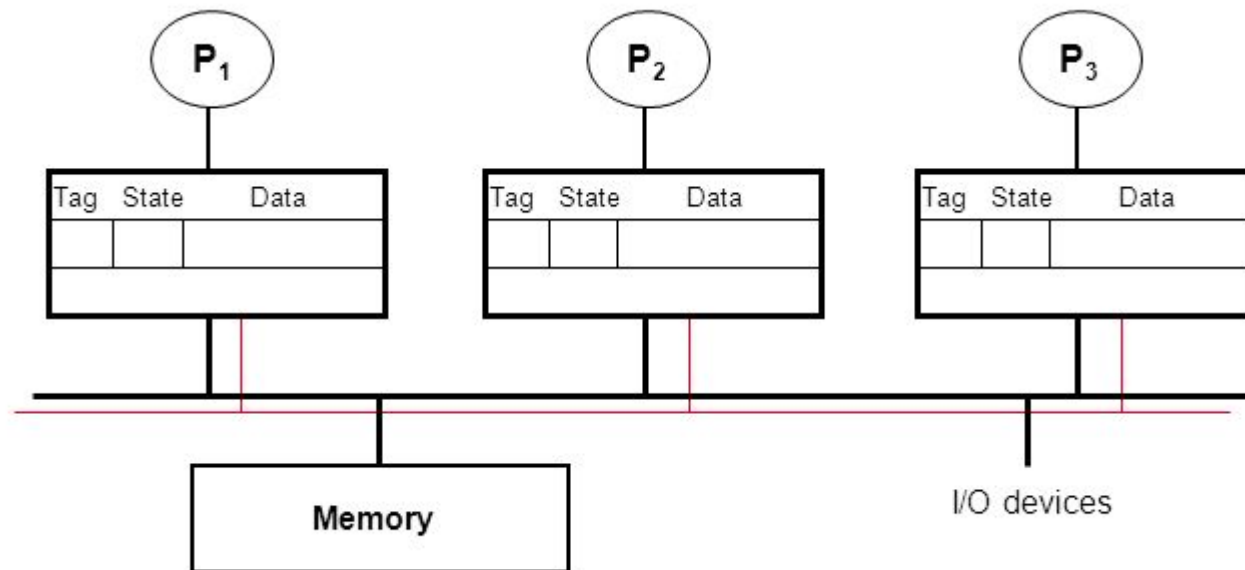 P₁ P₂ P₃
Tag State Data Tag State Data Tag State Data
Memory
I/O devices